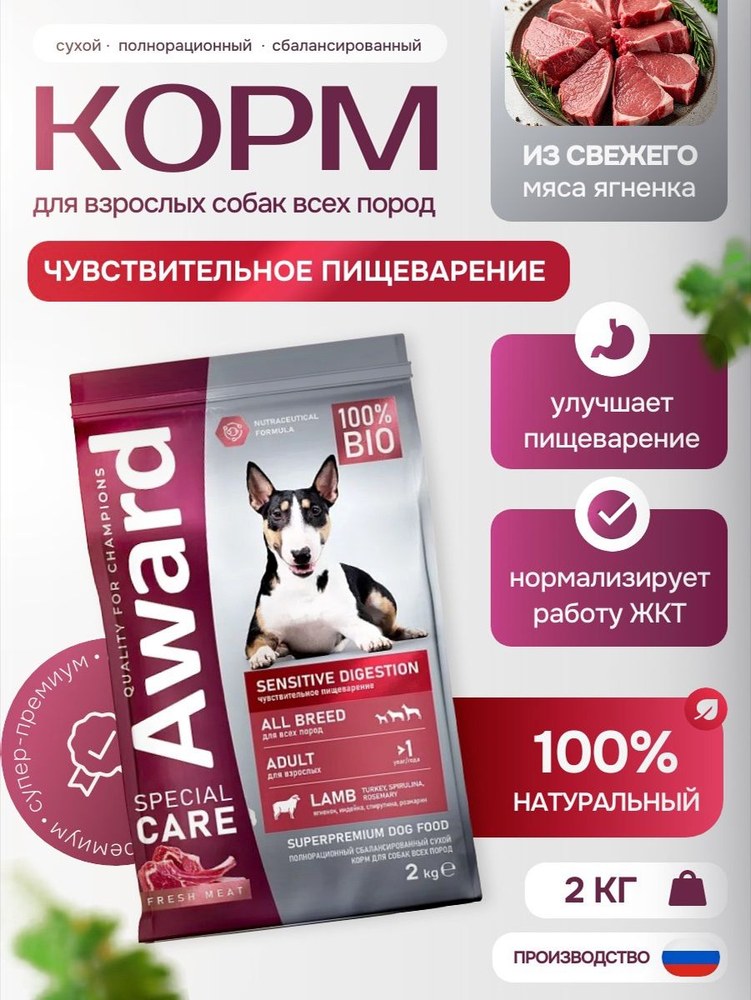 сухой · полнорационный · сбалансированный
КОРМ
для взрослых собак всех пород
ЧУВСТВИТЕЛЬНОЕ ПИЩЕВАРЕНИЕ
ИЗ СВЕЖЕГО
мяса ягненка
улучшает
пищеварение
нормализирует
работу ЖКТ
100%
НАТУРАЛЬНЫЙ
2 КГ
ПРОИЗВОДСТВО
супер-премиум •
NUTRACEUTICAL
FORMULA
100%
BIO
QUALITY FOR CHAMPIONS
Award
SPECIAL
CARE
FRESH MEAT
SENSITIVE DIGESTION
чувствительное пищеварение
ALL BREED
для всех пород
ADULT
для взрослых
>1
year/года
LAMB
TURKEY, SPIRULINA,
ROSEMARY
ягненок, индейка, спирулина, розмарин
SUPERPREMIUM DOG FOOD
ПОЛНОРАЦИОННЫЙ СБАЛАНСИРОВАННЫЙ СУХОЙ
КОРМ ДЛЯ СОБАК ВСЕХ ПОРОД
2 kg ℮